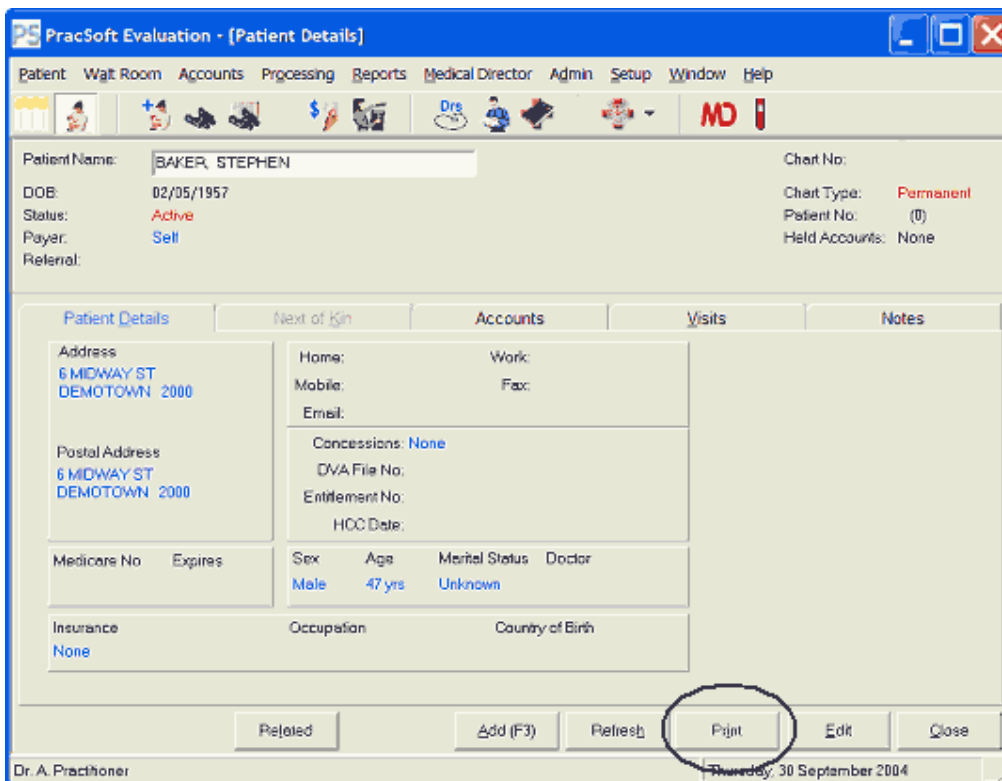 PS PracSoft Evaluation - [Patient Details]
Patient Wait Room Accounts Processing Reports Medical Director Admin Setup Window Help
$ Drs MD
Patient Name: BAKER, STEPHEN Chart No:
DOB: 02/05/1957 Chart Type: Permanent
Status: Active Patient No: (0)
Payer: Self Held Accounts: None
Referral:
Patient Details Next of Kin Accounts Visits Notes
Address
6 MIDWAY ST
DEMOTOWN 2000
Postal Address
6 MIDWAY ST
DEMOTOWN 2000
Home: Work:
Mobile: Fax:
Email:
Concessions: None
DVA File No:
Entitlement No:
HCC Date:
Medicare No Expires
Sex Age Marital Status Doctor
Male 47 yrs Unknown
Insurance Occupation Country of Birth
None
Related Add (F3) Refresh Print Edit Close
Dr. A. Practitioner Thursday, 30 September 2004